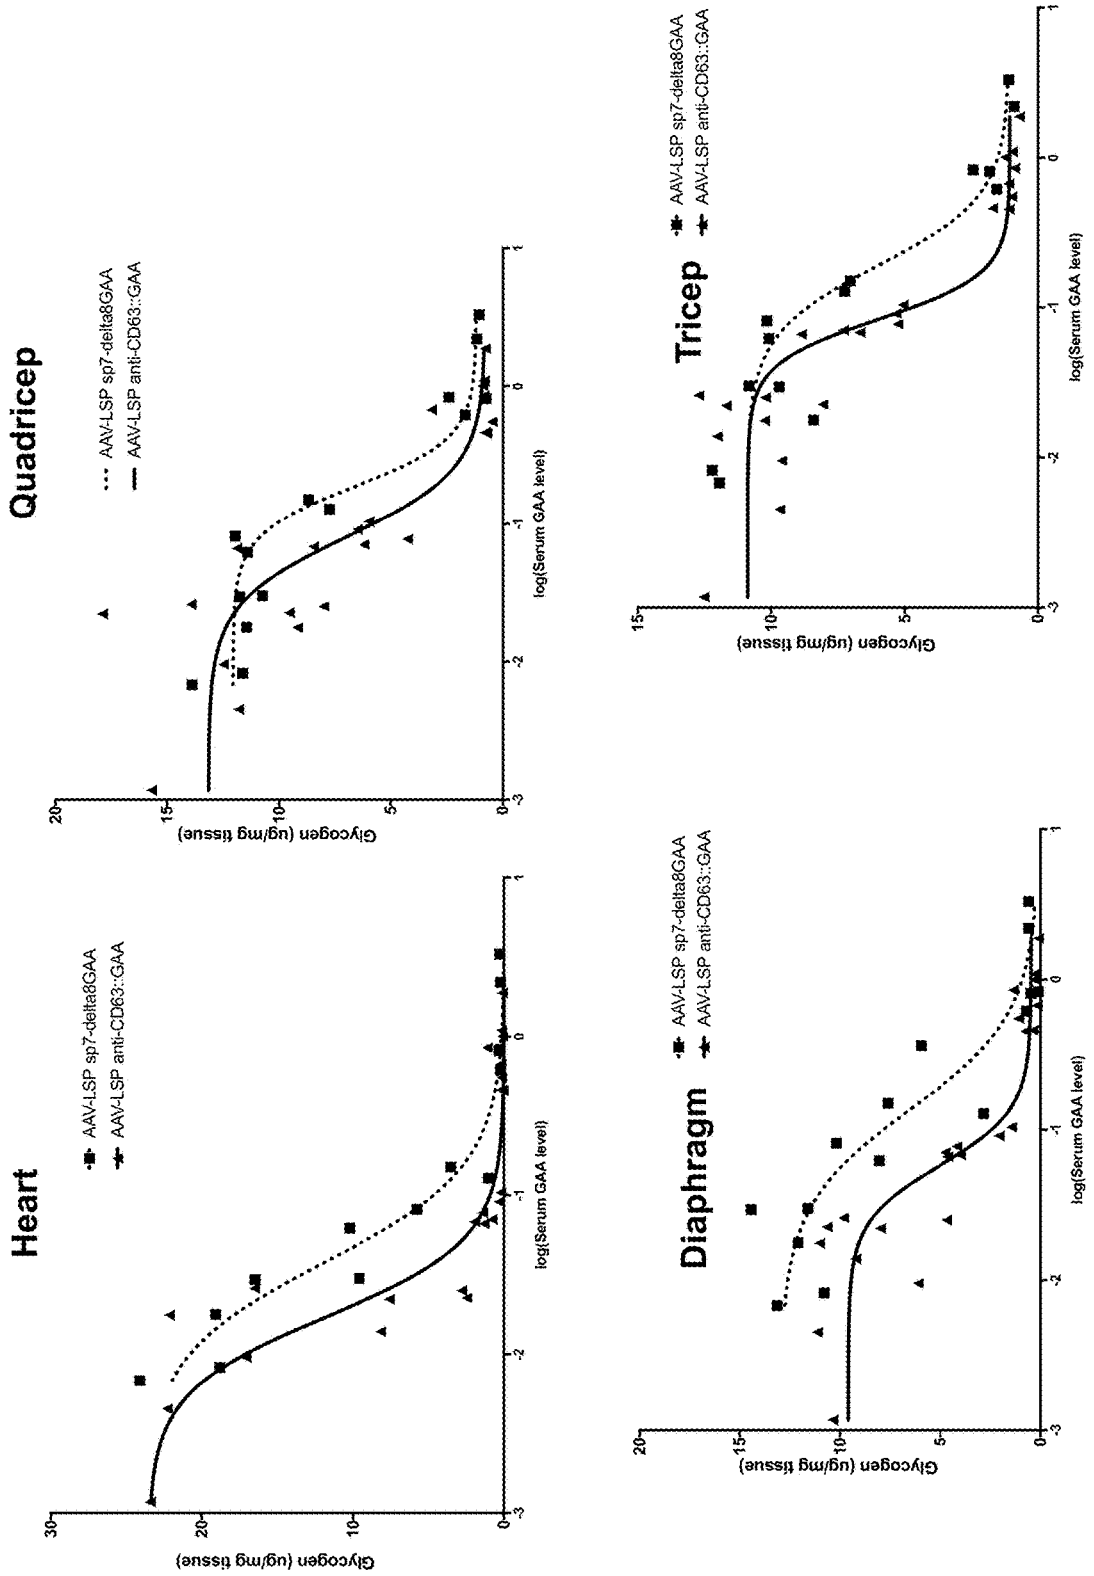 Heart
AAV-LSP sp7-delta8GAA
AAV-LSP anti-CD63::GAA
30
20
10
0
Glycogen (ug/mg tissue)
-3
-2
-1
0
1
log(Serum GAA level)
Quadricep
AAV-LSP sp7-delta8GAA
AAV-LSP anti-CD63::GAA
20
15
10
5
0
Glycogen (ug/mg tissue)
-3
-2
-1
0
1
log(Serum GAA level)
Diaphragm
AAV-LSP sp7-delta8GAA
AAV-LSP anti-CD63::GAA
20
15
10
5
0
Glycogen (ug/mg tissue)
-3
-2
-1
0
1
log(Serum GAA level)
Tricep
AAV-LSP sp7-delta8GAA
AAV-LSP anti-CD63::GAA
15
10
5
0
Glycogen (ug/mg tissue)
-3
-2
-1
0
1
log(Serum GAA level)